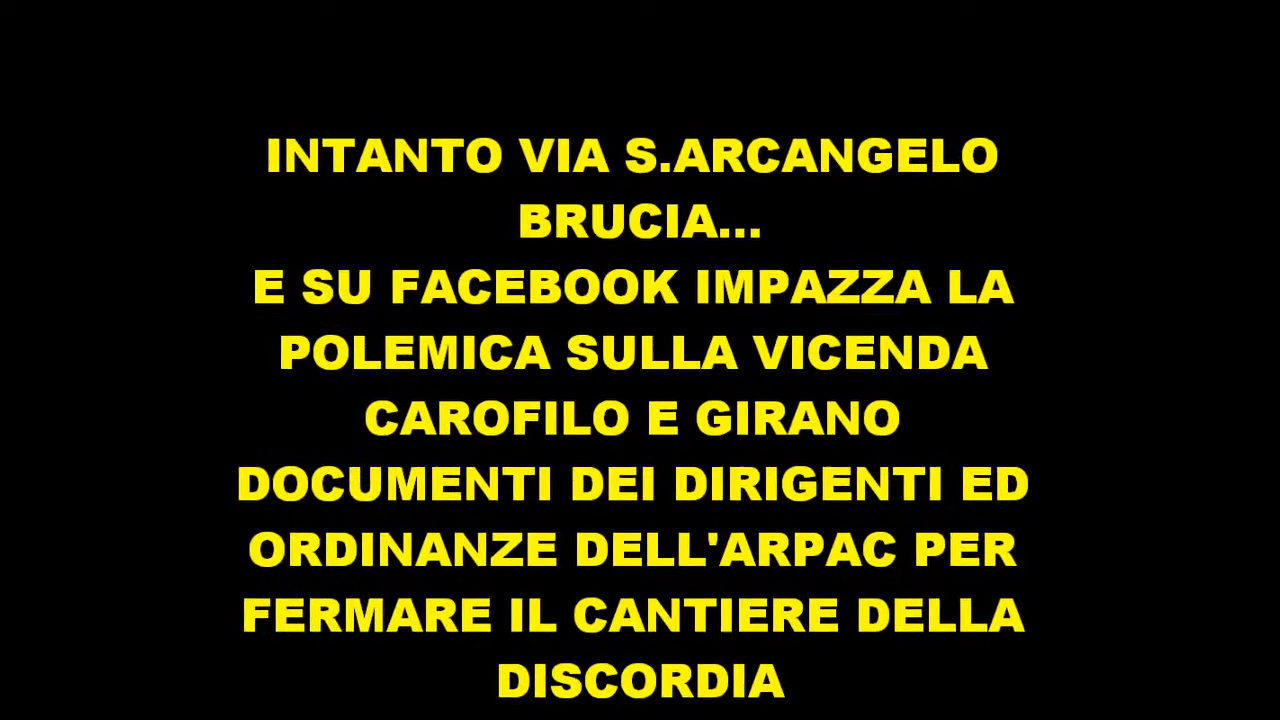 INTANTO VIA S.ARCANGELO
BRUCIA...
E SU FACEBOOK IMPAZZA LA
POLEMICA SULLA VICENDA
CAROFILO E GIRANO
DOCUMENTI DEI DIRIGENTI ED
ORDINANZE DELL'ARPAC PER
FERMARE IL CANTIERE DELLA
DISCORDIA